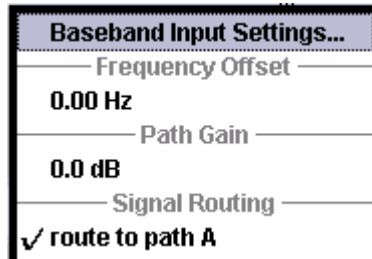 Baseband Input Settings...
Frequency Offset
0.00 Hz
Path Gain
0.0 dB
Signal Routing
✓ route to path A